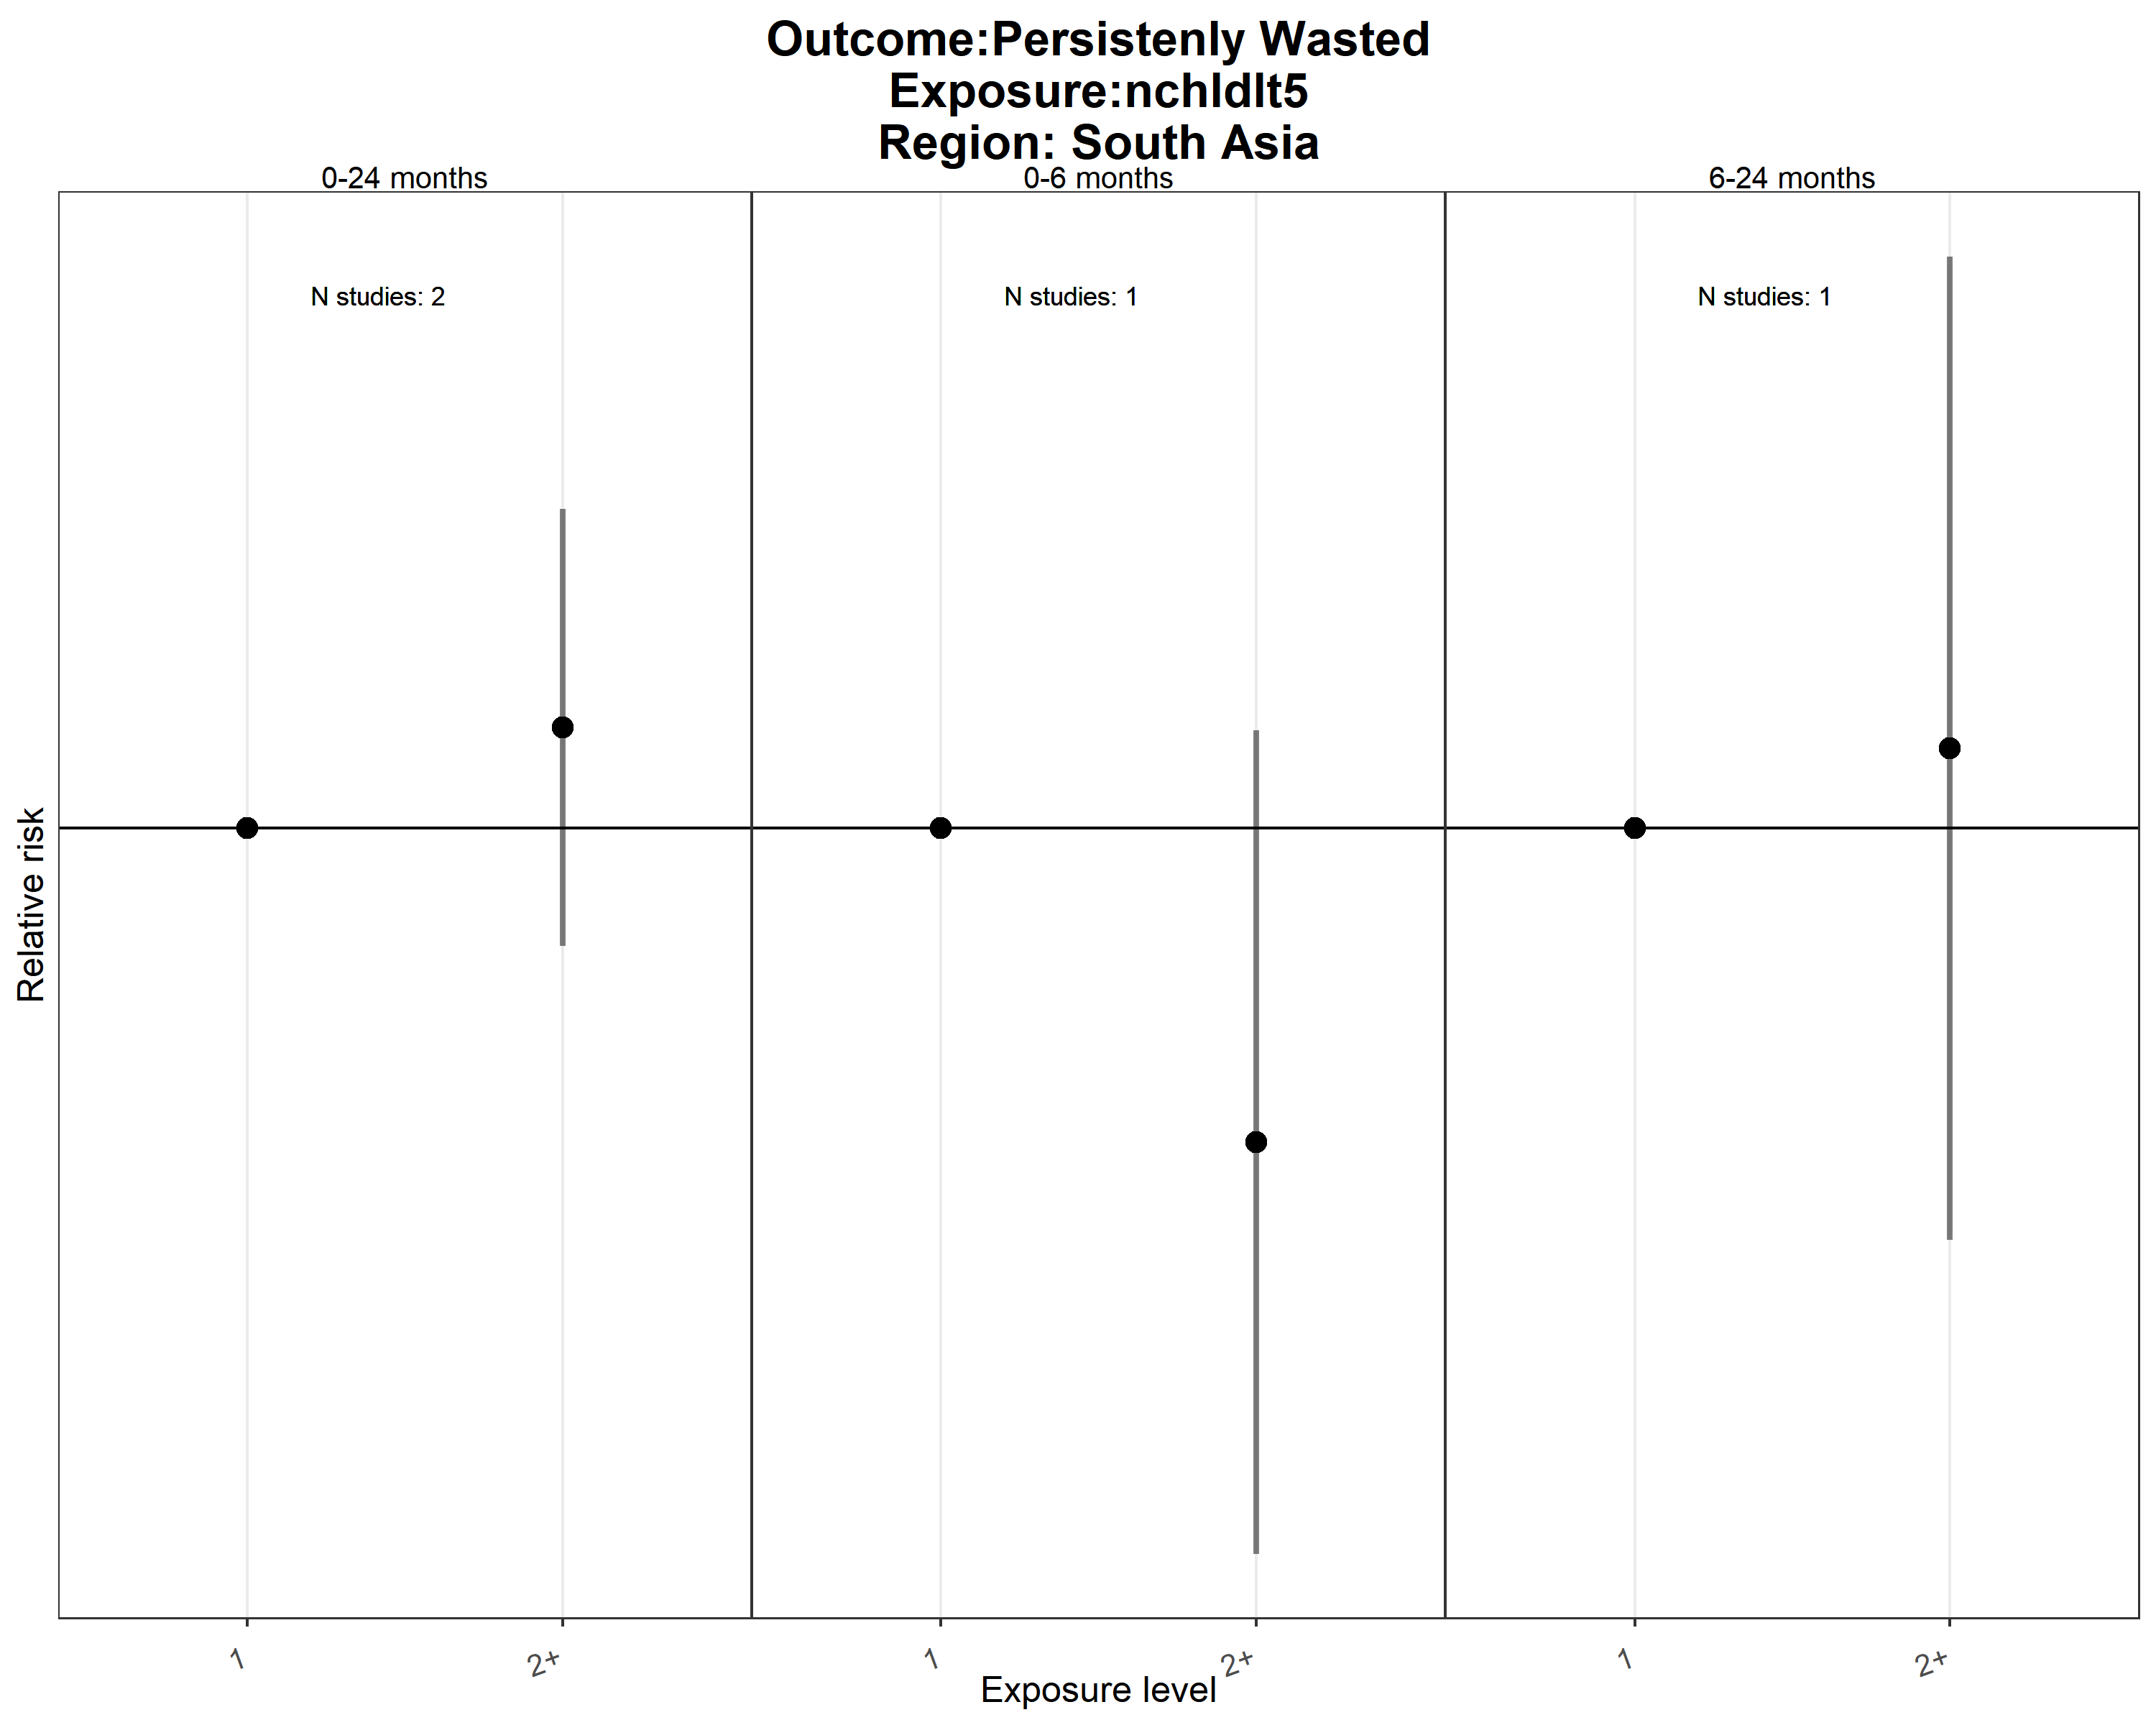 Outcome:Persistenly Wasted
Exposure:nchldlt5
Region: South Asia
0-24 months
0-6 months
6-24 months
N studies: 2
N studies: 1
N studies: 1
Relative risk
1
2+
1
2+
1
2+
Exposure level